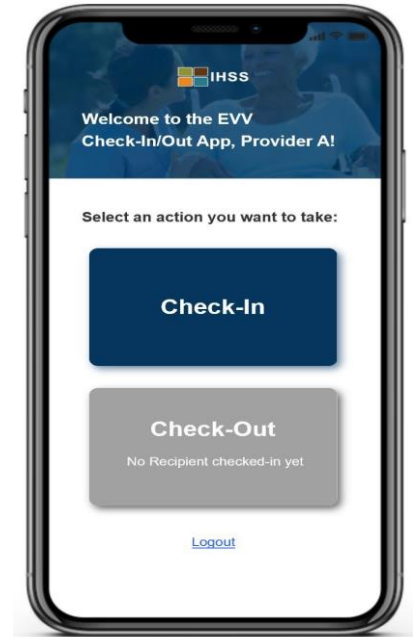 IHSS
Welcome to the EVV
Check-In/Out App, Provider A!
Select an action you want to take:
Check-In
Check-Out
No Recipient checked-in yet
Logout